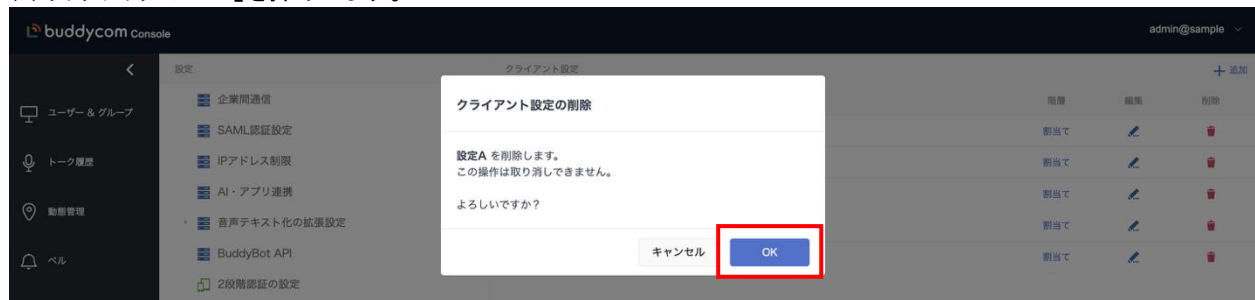 buddycom Console
admin@sample
設定
クライアント設定
追加
ユーザー & グループ
トーク履歴
動態管理
ベル
企業間通信
SAML認証設定
IPアドレス制限
AI・アプリ連携
音声テキスト化の拡張設定
BuddyBot API
2段階認証の設定
クライアント設定の削除
設定A を削除します。
この操作は取り消しできません。
よろしいですか？
キャンセル
OK
階層 編集 削除
割当て
割当て
割当て
割当て
割当て